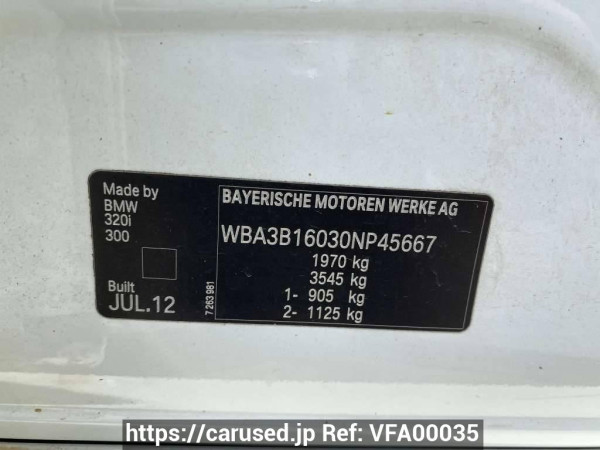 Made by
BMW
320i
300
Built
JUL.12
7 263 981
BAYERISCHE MOTOREN WERKE AG
WBA3B16030NP45667
1970 kg
3545 kg
1- 905 kg
2- 1125 kg
https://carused.jp Ref: VFA00035